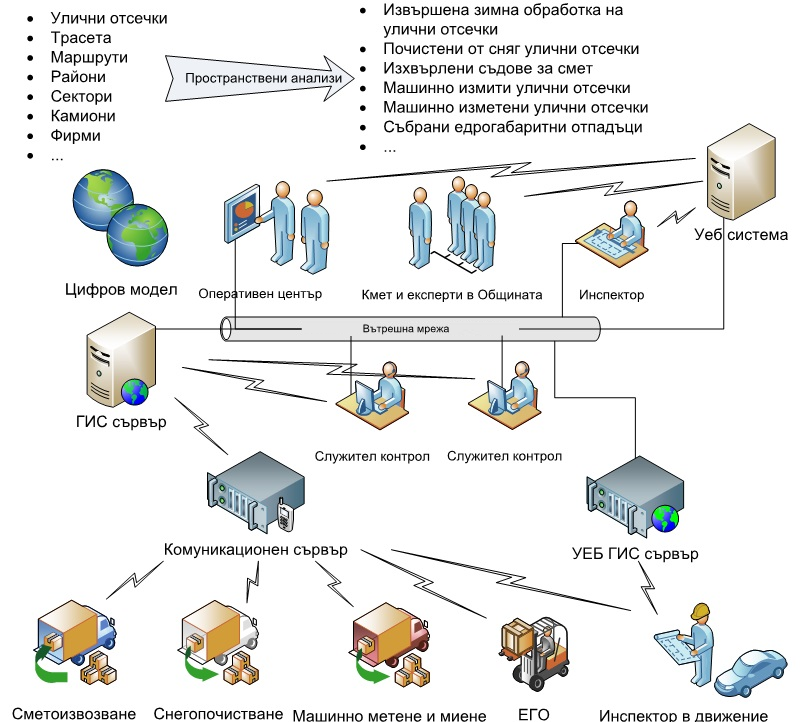 • Улични отсечки
• Трасета
• Маршрути
• Райони
• Сектори
• Камиони
• Фирми
• ...
Пространствени анализи
• Извършена зимна обработка на
улични отсечки
• Почистени от сняг улични отсечки
• Изхвърлени съдове за смет
• Машинно измити улични отсечки
• Машинно изметени улични отсечки
• Събрани едрогабаритни отпадъци
• ...
Уеб система
Цифров модел
Оперативен център
Кмет и експерти в Общината
Инспектор
Вътрешна мрежа
ГИС сървър
Служител контрол
Служител контрол
Комуникационен сървър
УЕБ ГИС сървър
Сметоизвозване
Снегопочистване
Машинно метене и миене
ЕГО
Инспектор в движение